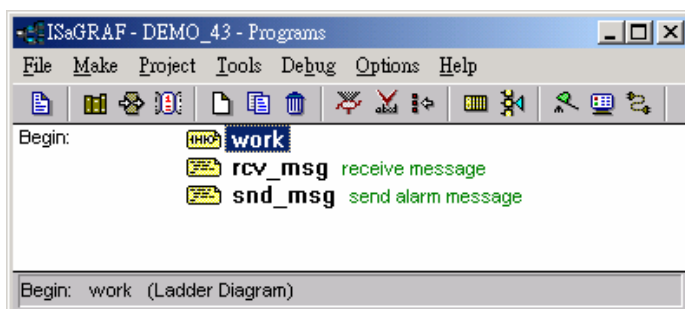 ISaGRAF - DEMO_43 - Programs
File Make Project Tools Debug Options Help
Begin: work
rcv_msg receive message
snd_msg send alarm message
Begin: work (Ladder Diagram)